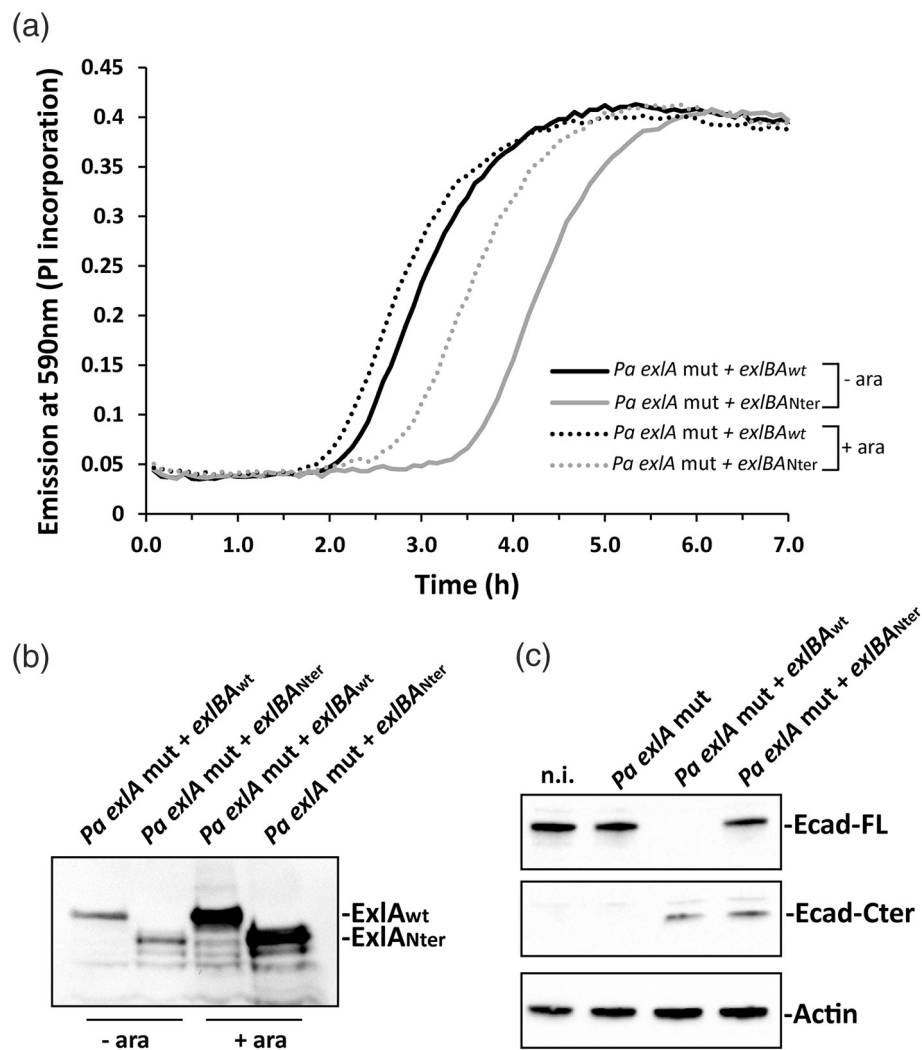 (a)
Emission at 590nm (PI incorporation)
0.45
0.4
0.35
0.3
0.25
0.2
0.15
0.1
0.05
0
0.0 1.0 2.0 3.0 4.0 5.0 6.0 7.0
Time (h)
Pa exlA mut + exlBAwt
Pa exlA mut + exlBANter
- ara
Pa exlA mut + exlBAwt
Pa exlA mut + exlBANter
+ ara
(b)
Pa exlA mut + exlBAwt
Pa exlA mut + exlBANter
Pa exlA mut + exlBAwt
Pa exlA mut + exlBANter
-ExlAwt
-ExlANter
- ara + ara
(c)
n.i.
Pa exlA mut
Pa exlA mut + exlBAwt
Pa exlA mut + exlBANter
-Ecad-FL
-Ecad-Cter
-Actin